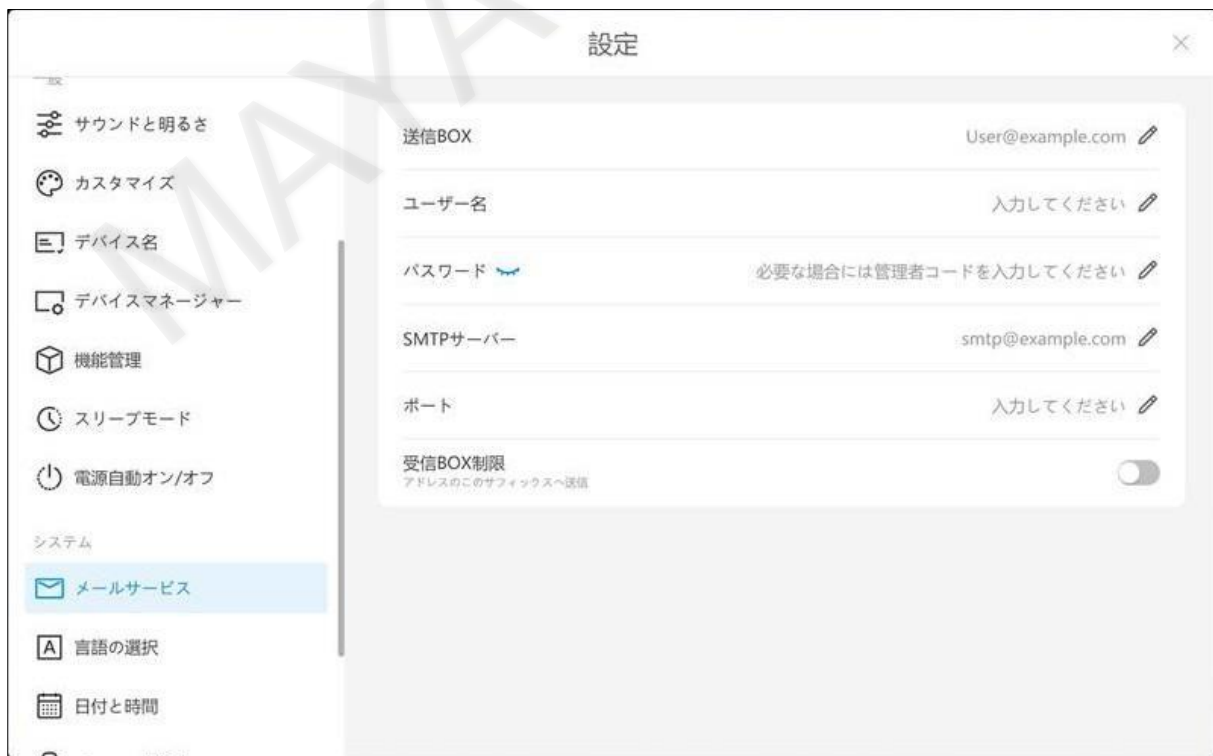 設定
一般
サウンドと明るさ
カスタマイズ
デバイス名
デバイスマネージャー
機能管理
スリープモード
電源自動オン/オフ
システム
メールサービス
言語の選択
日付と時間
送信BOX User@example.com
ユーザー名 入力してください
パスワード 必要な場合には管理者コードを入力してください
SMTPサーバー smtp@example.com
ポート 入力してください
受信BOX制限
アドレスのこのサフィックスへ送信
MAYA